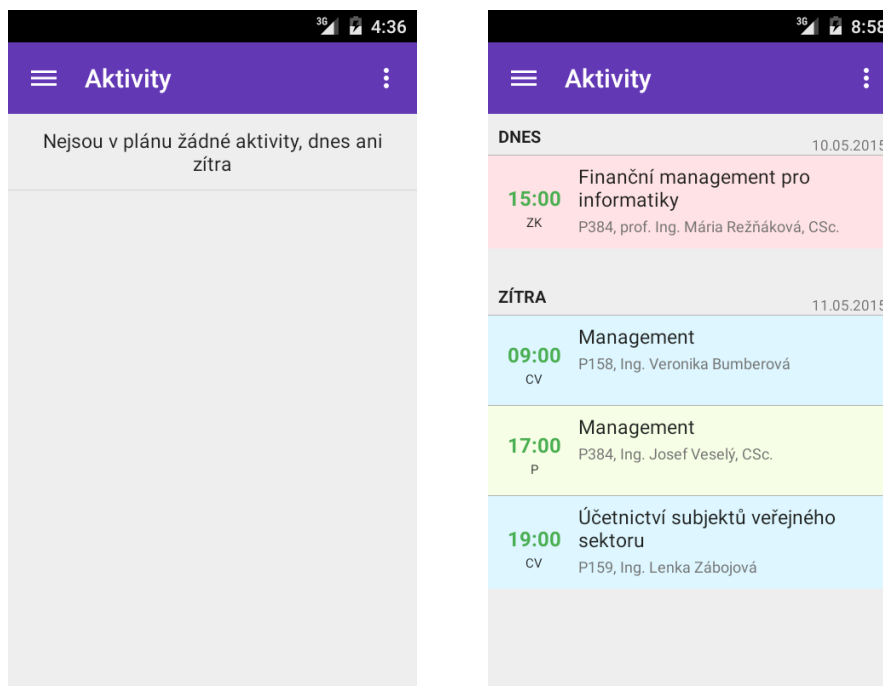 3G 4:36
Aktivity
Nejsou v plánu žádné aktivity, dnes ani
zítra
3G 8:58
Aktivity
DNES 10.05.2015
Finanční management pro
15:00 informatiky
ZK P384, prof. Ing. Mária Režňáková, CSc.
ZÍTRA 11.05.2015
Management
09:00 P158, Ing. Veronika Bumberová
CV
Management
17:00 P384, Ing. Josef Veselý, CSc.
P
Účetnictví subjektů veřejného
19:00 sektoru
CV P159, Ing. Lenka Zábojová